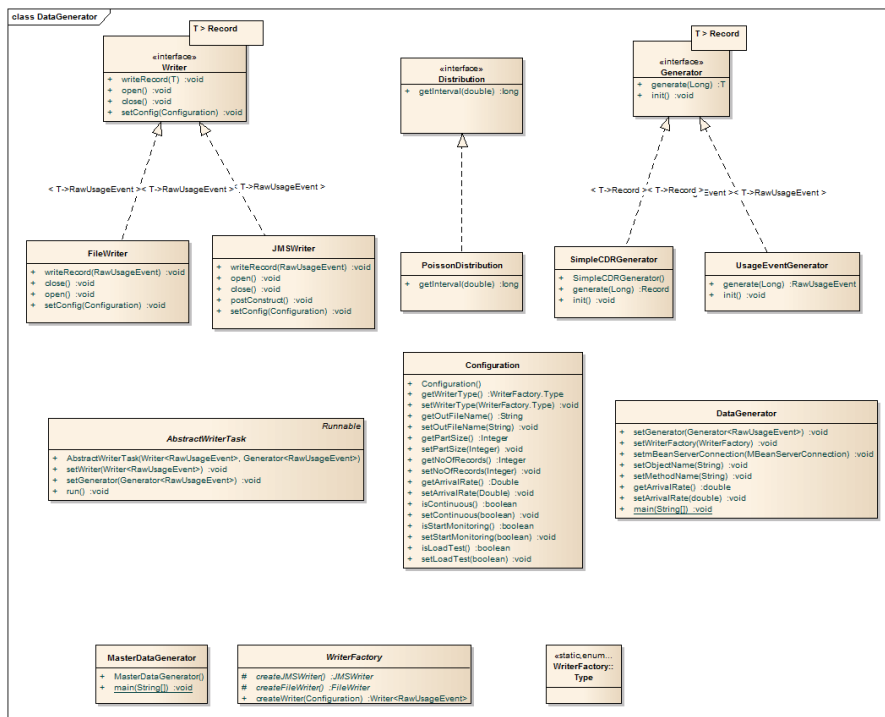 class DataGenerator
T > Record
«interface»
Writer
+ writeRecord(T) :void
+ open() :void
+ close() :void
+ setConfig(Configuration) :void
«interface»
Distribution
+ getInterval(double) :long
T > Record
«interface»
Generator
+ generate(Long) :T
+ init() :void
< T->RawUsageEvent >
< T->RawUsageEvent >
< T->RawUsageEvent >
< T->Record >
< T->Record >
< T->RawUsageEvent >
FileWriter
+ writeRecord(RawUsageEvent) :void
+ close() :void
+ open() :void
+ setConfig(Configuration) :void
JMSWriter
+ writeRecord(RawUsageEvent) :void
+ open() :void
+ close() :void
+ postConstruct() :void
+ setConfig(Configuration) :void
PoissonDistribution
+ getInterval(double) :long
SimpleCDRGenerator
+ SimpleCDRGenerator()
+ generate(Long) :Record
+ init() :void
UsageEventGenerator
+ generate(Long) :RawUsageEvent
+ init() :void
Runnable
AbstractWriterTask
+ AbstractWriterTask(Writer<RawUsageEvent>, Generator<RawUsageEvent>)
+ setWriter(Writer<RawUsageEvent>) :void
+ setGenerator(Generator<RawUsageEvent>) :void
+ run() :void
Configuration
+ Configuration()
+ getWriterType() :WriterFactory.Type
+ setWriterType(WriterFactory.Type) :void
+ getOutFileName() :String
+ setOutFileName(String) :void
+ getPartSize() :Integer
+ setPartSize(Integer) :void
+ getNoOfRecords() :Integer
+ setNoOfRecords(Integer) :void
+ getArrivalRate() :Double
+ setArrivalRate(Double) :void
+ isContinuous() :boolean
+ setContinuous(boolean) :void
+ isStartMonitoring() :boolean
+ setStartMonitoring(boolean) :void
+ isLoadTest() :boolean
+ setLoadTest(boolean) :void
DataGenerator
+ setGenerator(Generator<RawUsageEvent>) :void
+ setWriterFactory(WriterFactory) :void
+ setmBeanServerConnection(MBeanServerConnection) :void
+ setObjectName(String) :void
+ setMethodName(String) :void
+ getArrivalRate() :double
+ setArrivalRate(double) :void
+ main(String[]) :void
MasterDataGenerator
+ MasterDataGenerator()
+ main(String[]) :void
WriterFactory
# createJMSWriter() :JMSWriter
# createFileWriter() :FileWriter
+ createWriter(Configuration) :Writer<RawUsageEvent>
«static,enum...
WriterFactory::
Type